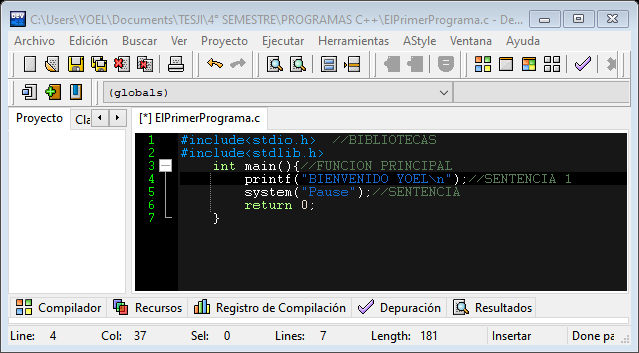 C:\Users\YOEL\Documents\TESJI\4° SEMESTRE\PROGRAMAS C++\ElPrimerPrograma.c - De...
Archivo Edición Buscar Ver Proyecto Ejecutar Herramientas AStyle Ventana Ayuda
(globals)
Proyecto Cla
[*] ElPrimerPrograma.c
1 #include<stdio.h> //BIBLIOTECAS
2 #include<stdlib.h>
3 int main(){//FUNCION PRINCIPAL
4 printf("BIENVENIDO YOEL\n");//SENTENCIA 1
5 system("Pause");//SENTENCIA
6 return 0;
7 }
Compilador Recursos Registro de Compilación Depuración Resultados
Line: 4 Col: 37 Sel: 0 Lines: 7 Length: 181 Insertar Done pa